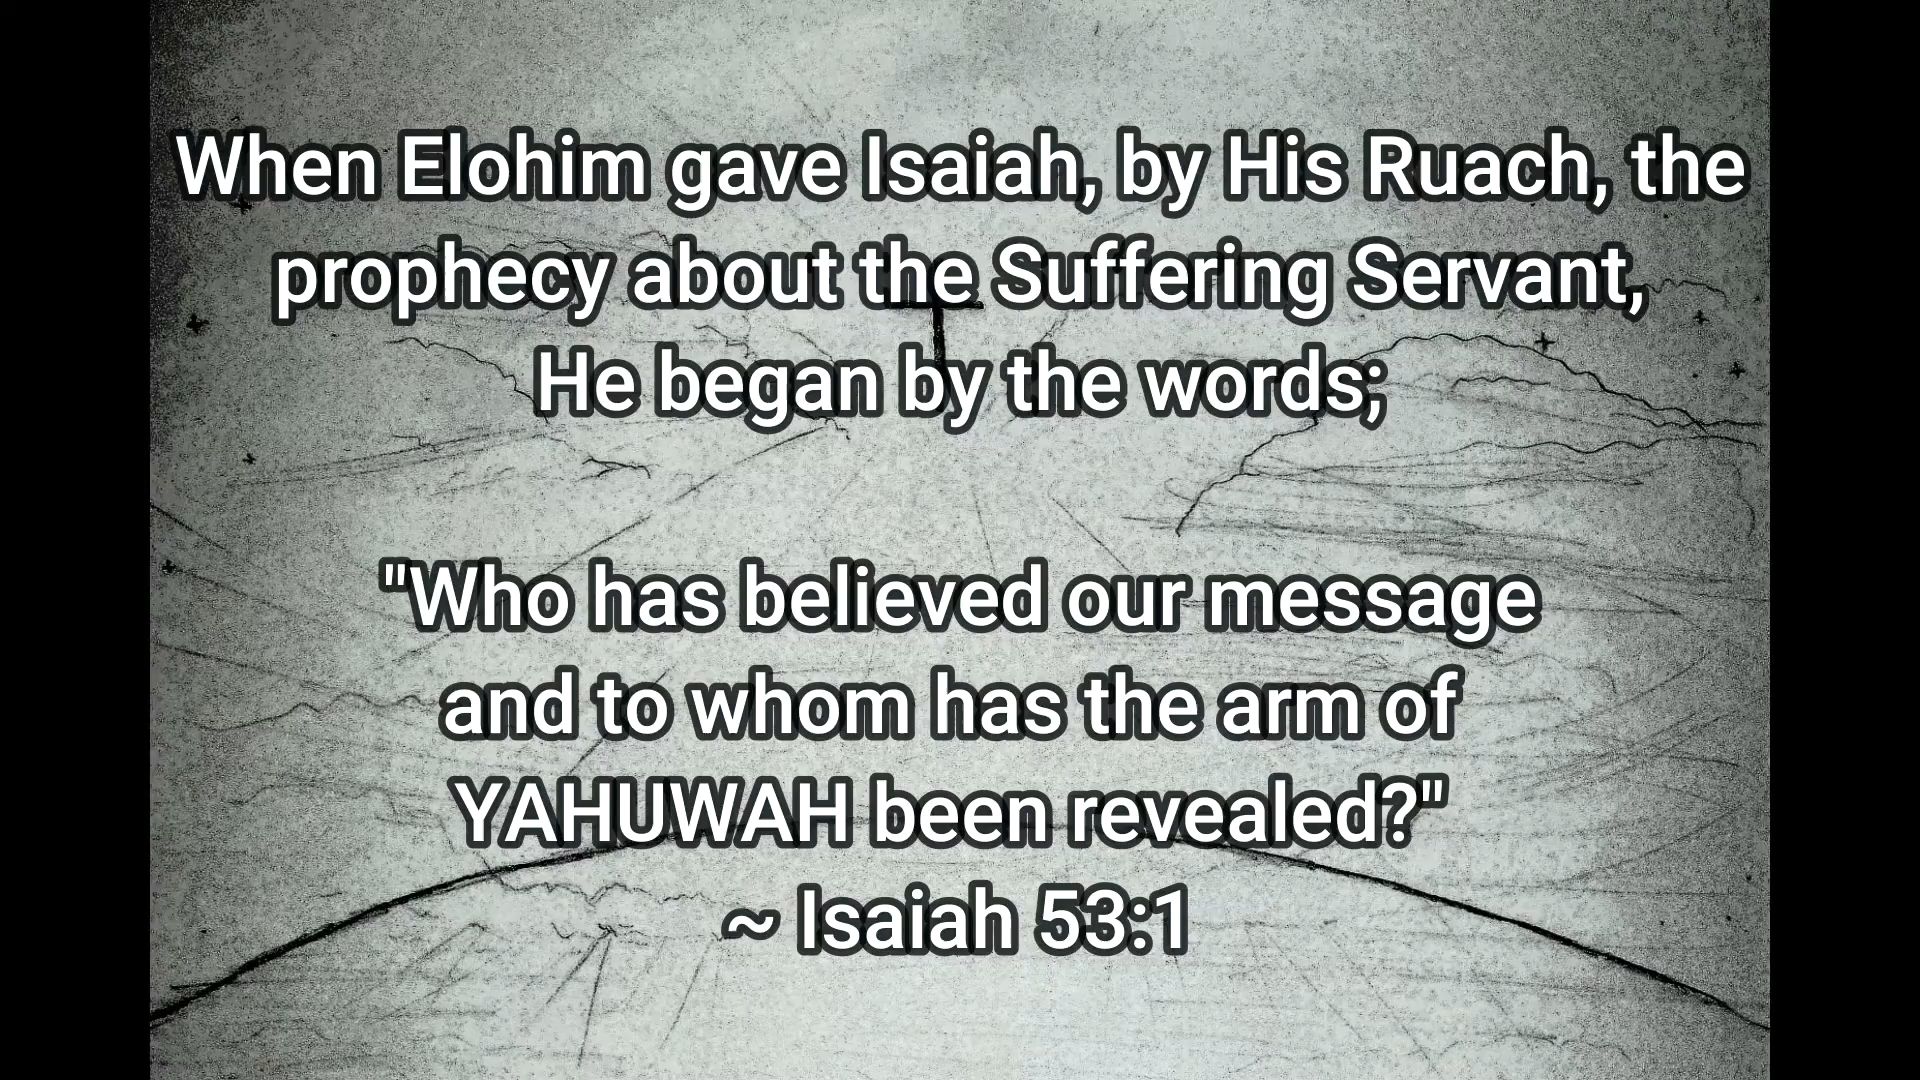 When Elohim gave Isaiah, by His Ruach, the
prophecy about the Suffering Servant,
He began by the words;
"Who has believed our message
and to whom has the arm of
YAHUWAH been revealed?"
~ Isaiah 53:1